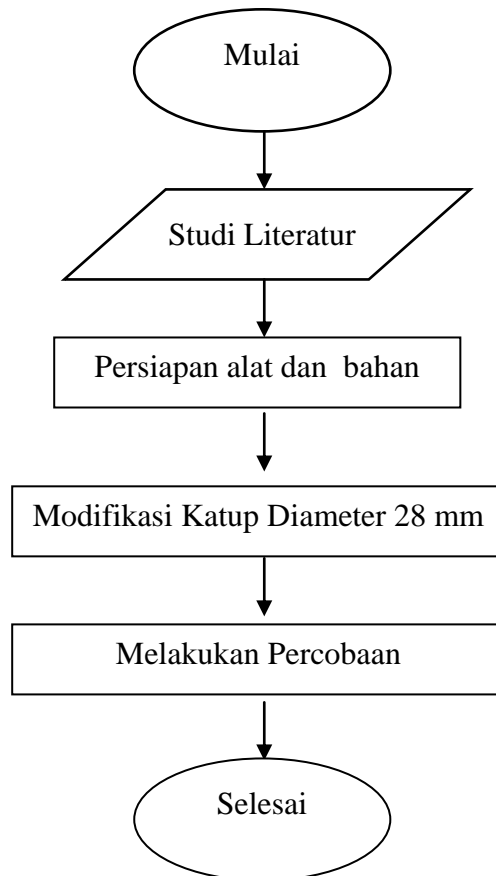 Mulai
Studi Literatur
Persiapan alat dan  bahan
Modifikasi Katup Diameter 28 mm
Melakukan Percobaan
Selesai